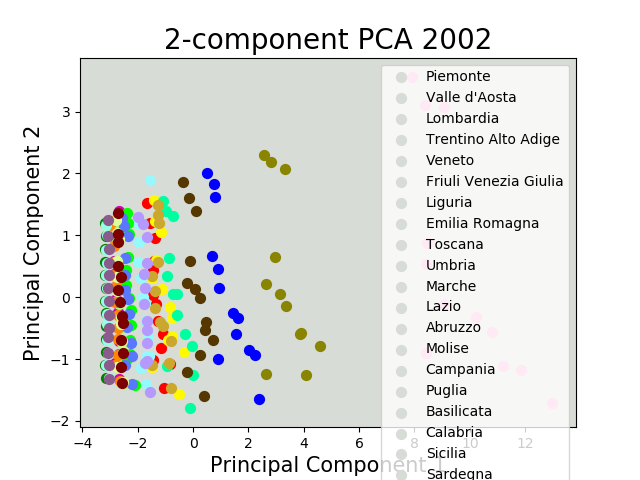 2-component PCA 2002
Principal Component 2
3
2
1
0
−1
−2
Piemonte
Valle d'Aosta
Lombardia
Trentino Alto Adige
Veneto
Friuli Venezia Giulia
Liguria
Emilia Romagna
Toscana
Umbria
Marche
Lazio
Abruzzo
Molise
Campania
Puglia
Basilicata
Calabria
Sicilia
Sardegna
−4 −2 0 2 4 6 8 10 12
Principal Component 1